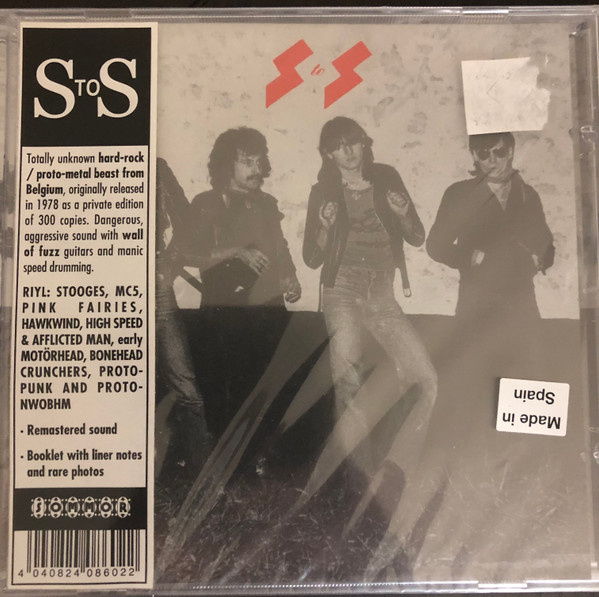 StoS
Totally unknown hard-rock
/ proto-metal beast from
Belgium, originally released
in 1978 as a private edition
of 300 copies. Dangerous,
aggressive sound with wall
of fuzz guitars and manic
speed drumming.
RIYL: STOOGES, MC5,
PINK FAIRIES,
HAWKWIND, HIGH SPEED
& AFFLICTED MAN, early
MOTÖRHEAD, BONEHEAD
CRUNCHERS, PROTO-
PUNK AND PROTO-
NWOBHM
· Remastered sound
· Booklet with liner notes
and rare photos
SOMMOR
4 040824 086022
S to S
Made in
Spain